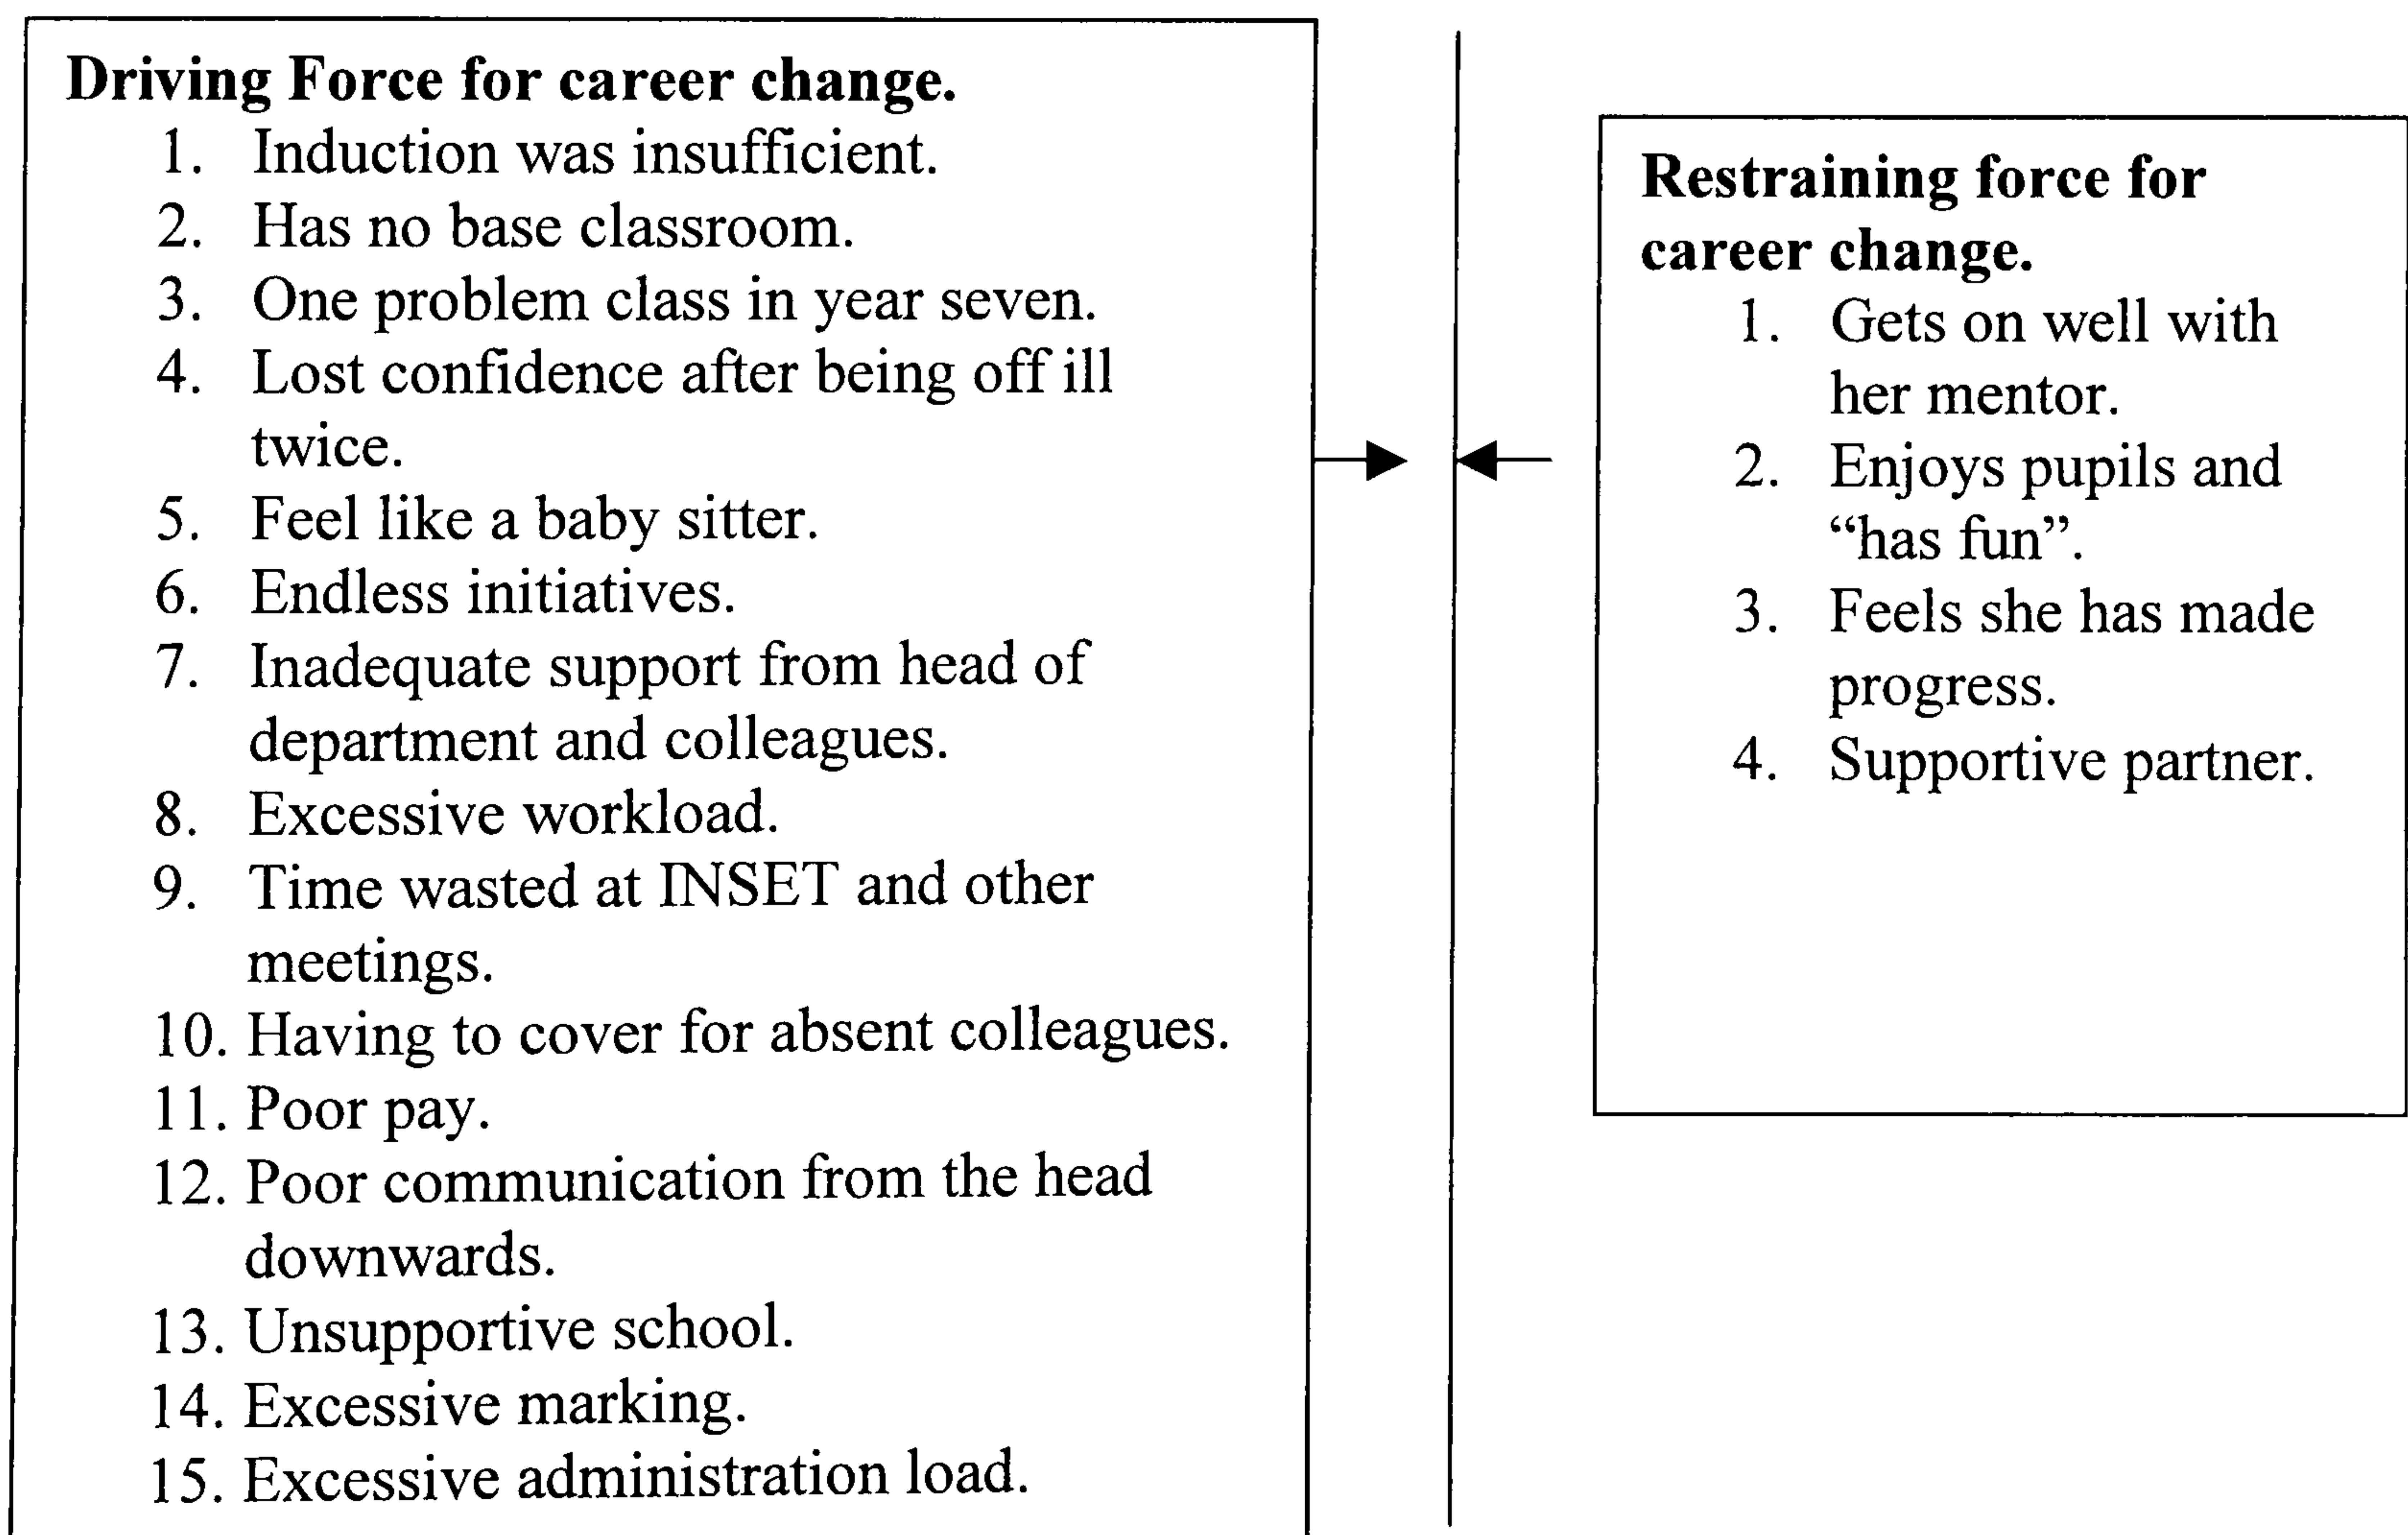 Driving Force for career change.
1. Induction was insufficient.
2. Has no base classroom.
3. One problem class in year seven.
4. Lost confidence after being off ill
twice.
5. Feel like a baby sitter.
6. Endless initiatives.
7. Inadequate support from head of
department and colleagues.
8. Excessive workload.
9. Time wasted at INSET and other
meetings.
10. Having to cover for absent colleagues.
11. Poor pay.
12. Poor communication from the head
downwards.
13. Unsupportive school.
14. Excessive marking.
15. Excessive administration load.
Restraining force for
career change.
1. Gets on well with
her mentor.
2. Enjoys pupils and
“has fun”.
3. Feels she has made
progress.
4. Supportive partner.